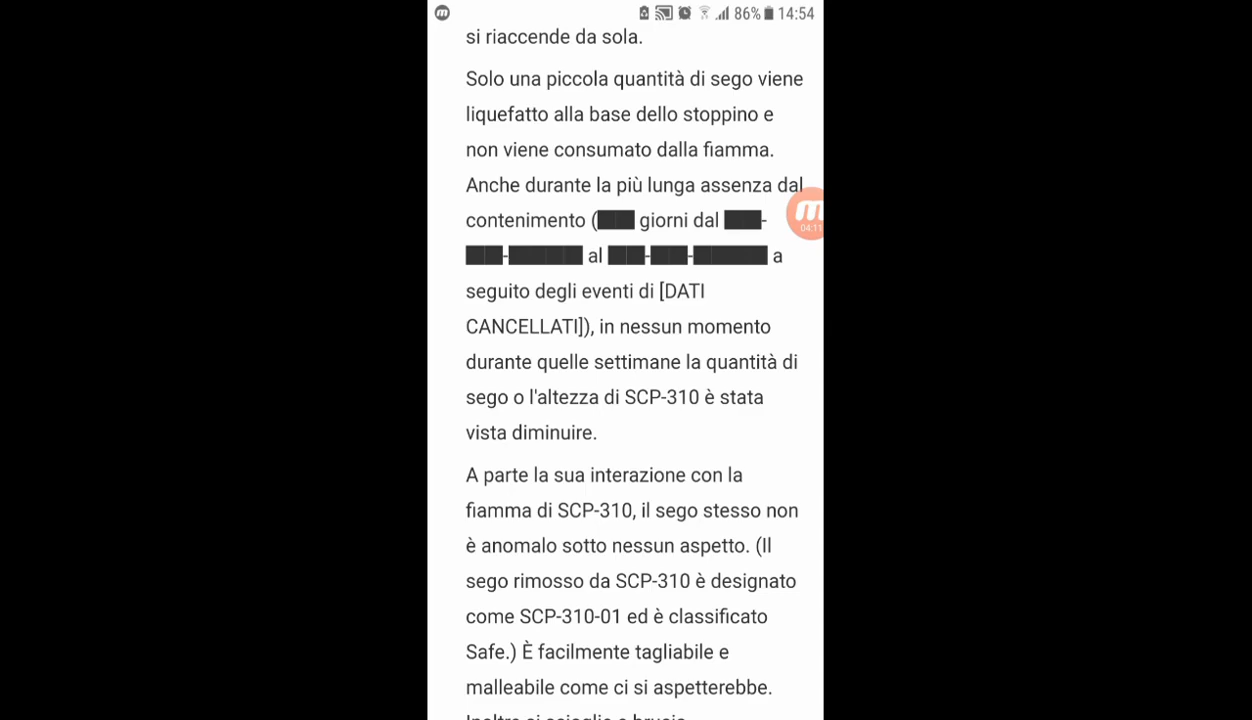 86% 14:54
si riaccende da sola.
Solo una piccola quantità di sego viene
liquefatto alla base dello stoppino e
non viene consumato dalla fiamma.
Anche durante la più lunga assenza dal
contenimento (██ giorni dal ██-
██-████ al ██-██-████ a
seguito degli eventi di [DATI
CANCELLATI]), in nessun momento
durante quelle settimane la quantità di
sego o l'altezza di SCP-310 è stata
vista diminuire.
A parte la sua interazione con la
fiamma di SCP-310, il sego stesso non
è anomalo sotto nessun aspetto. (Il
sego rimosso da SCP-310 è designato
come SCP-310-01 ed è classificato
Safe.) È facilmente tagliabile e
malleabile come ci si aspetterebbe.
04:11